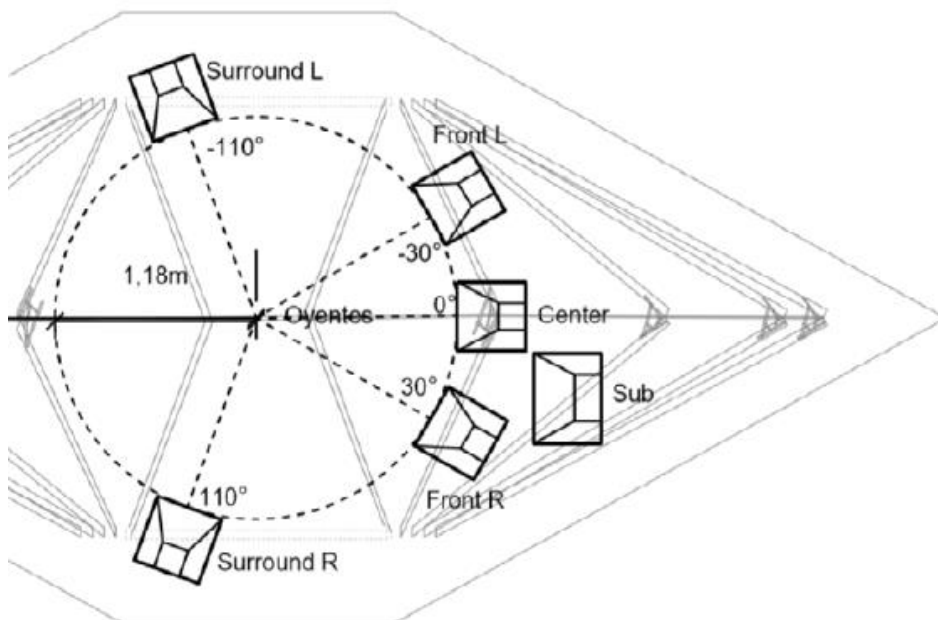 Surround L
-110°
Front L
-30°
1,18m
0°
Oyentes
Center
30°
Sub
Front R
110°
Surround R